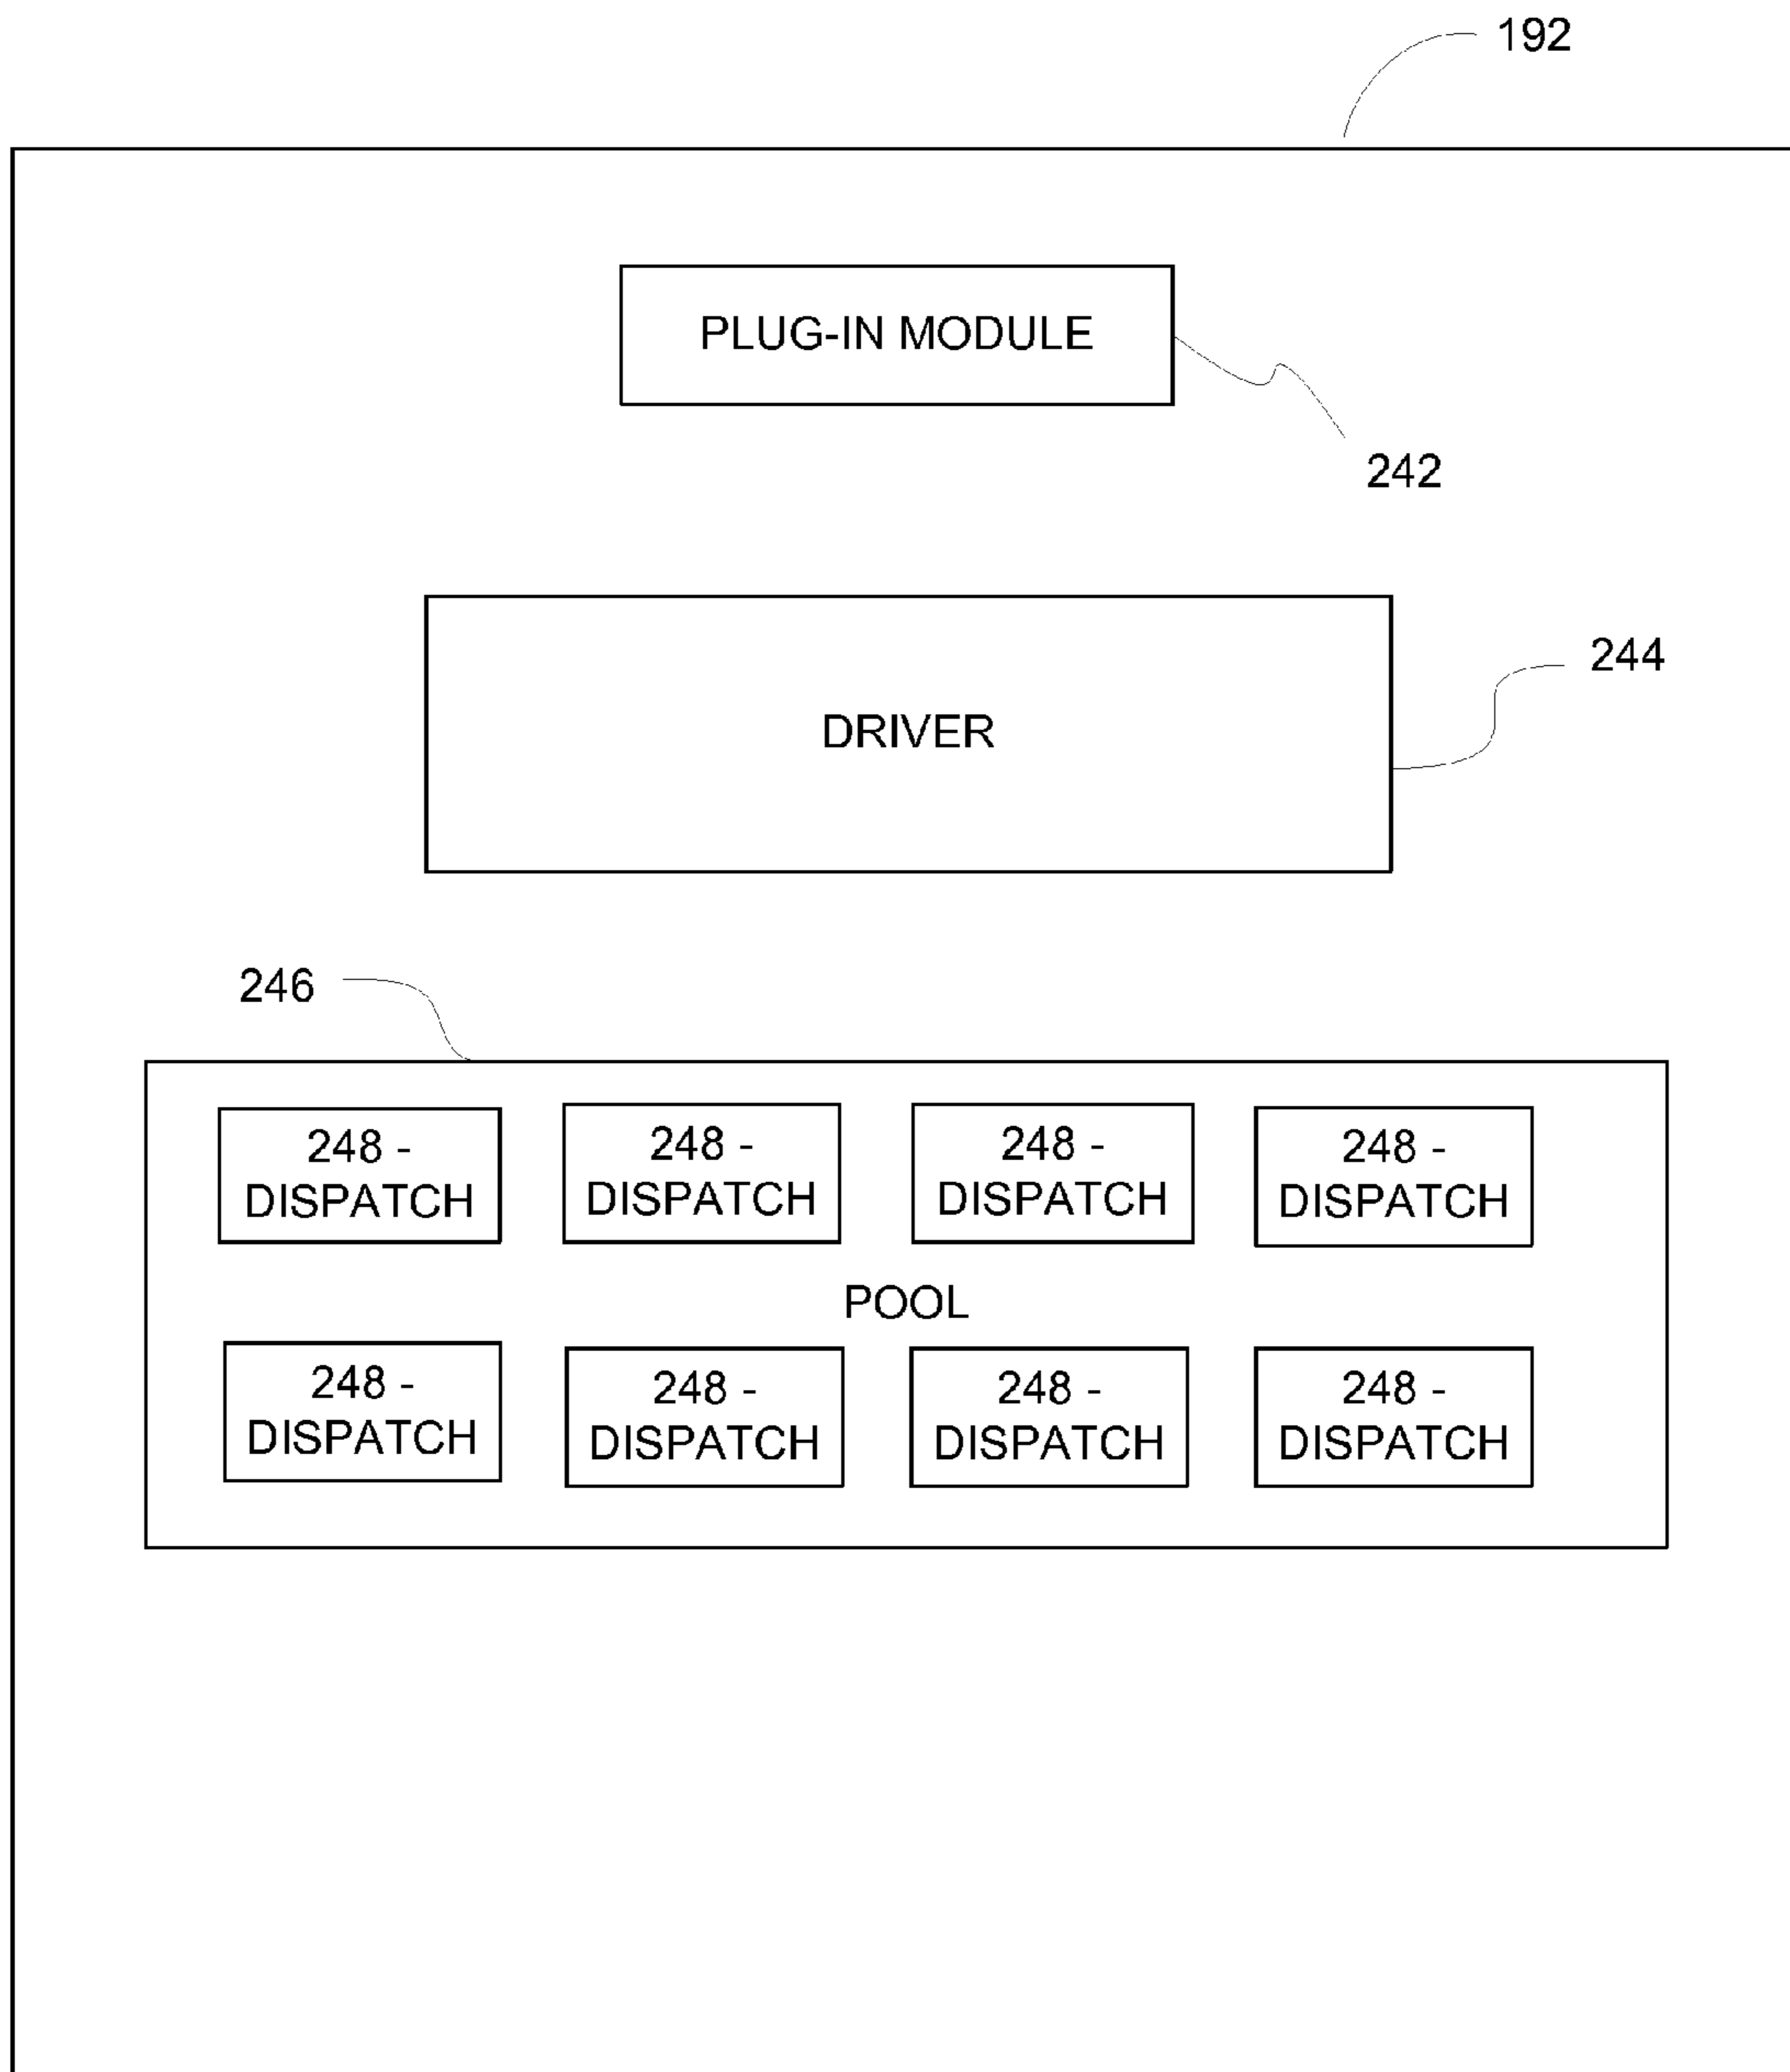 192
PLUG-IN MODULE
242
244
DRIVER
246
248 -
DISPATCH
248 -
DISPATCH
248 -
DISPATCH
248 -
DISPATCH
POOL
248 -
DISPATCH
248 -
DISPATCH
248 -
DISPATCH
248 -
DISPATCH